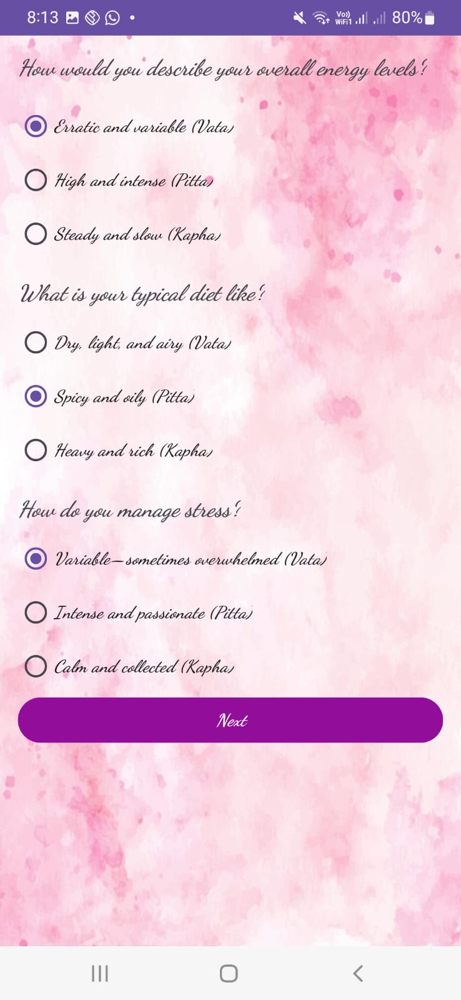 8:13
Vo))
WiFi1
80%
How would you describe your overall energy levels?
Erratic and variable (Vata)
High and intense (Pitta)
Steady and slow (Kapha)
What is your typical diet like?
Dry, light, and airy (Vata)
Spicy and oily (Pitta)
Heavy and rich (Kapha)
How do you manage stress?
Variable—sometimes overwhelmed (Vata)
Intense and passionate (Pitta)
Calm and collected (Kapha)
Next